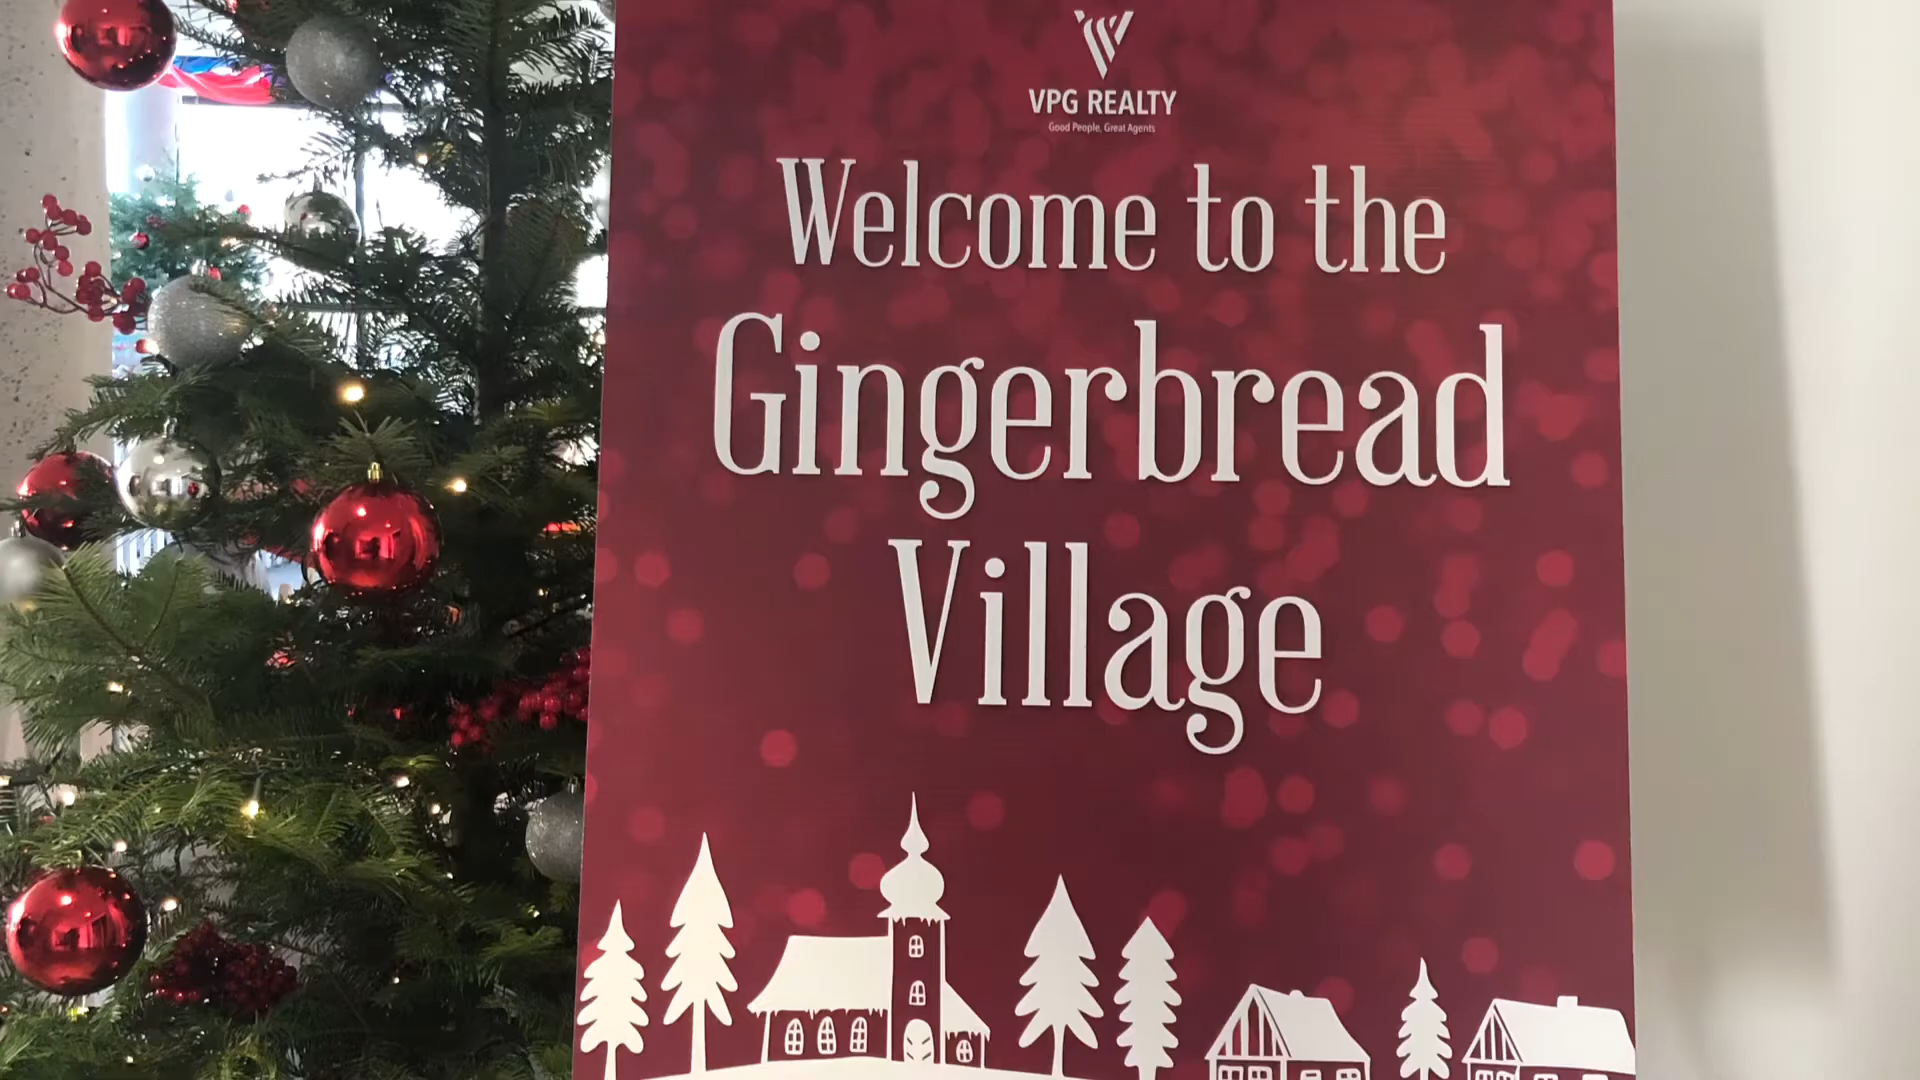 VPG REALTY
Good People, Great Agents
Welcome to the
Gingerbread
Village